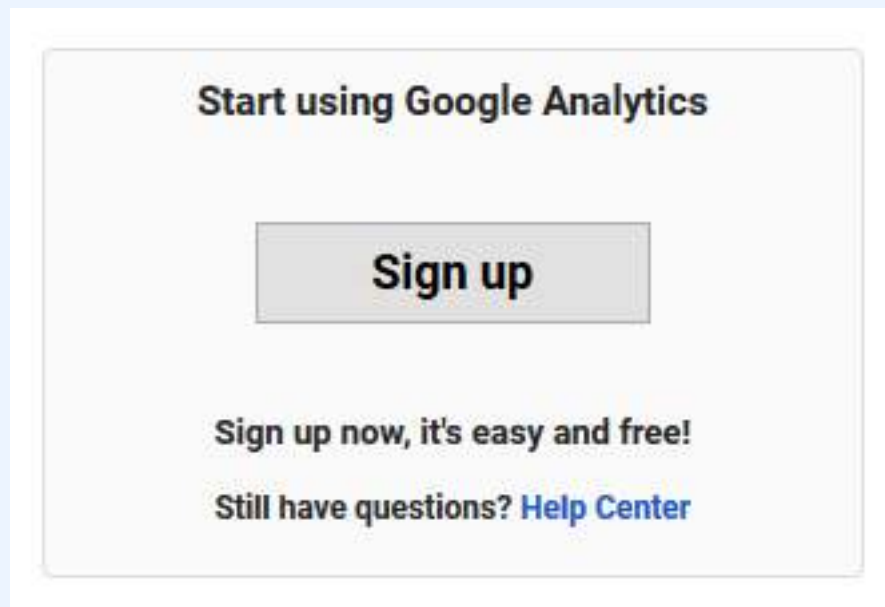 Start using Google Analytics
Sign up
Sign up now, it's easy and free!
Still have questions? Help Center